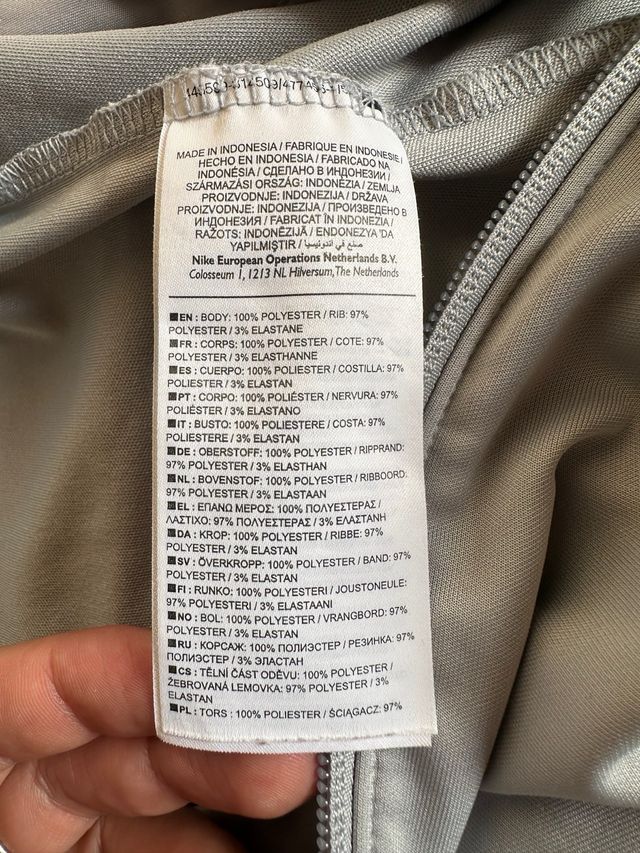 MADE IN INDONESIA / FABRIQUE EN INDONESIE /
HECHO EN INDONESIA / FABRICADO NA
INDONÉSIA / СДЕЛАНО В ИНДОНЕЗИИ /
SZÁRMAZÁSI ORSZÁG: INDONÉZIA / ZEMLJA
PROIZVODNJE: INDONEZIJA / DRŽAVA
PROIZVODNJE: INDONEZIJA / ПРОИЗВЕДЕНО В
ИНДОНЕЗИЯ / FABRICAT ÎN INDONEZIA /
RAŽOTS: INDONĒZIJĀ / ENDONEZYA 'DA
YAPILMIŞTIR / صنع في أندونيسيا
Nike European Operations Netherlands B.V.
Colosseum 1, 1213 NL Hilversum, The Netherlands
EN : BODY: 100% POLYESTER / RIB: 97%
POLYESTER / 3% ELASTANE
FR : CORPS: 100% POLYESTER / COTE: 97%
POLYESTER / 3% ELASTHANNE
ES : CUERPO: 100% POLIESTER / COSTILLA: 97%
POLIESTER / 3% ELASTAN
PT : CORPO: 100% POLIÉSTER / NERVURA: 97%
POLIÉSTER / 3% ELASTANO
IT : BUSTO: 100% POLIESTERE / COSTA: 97%
POLIESTERE / 3% ELASTAN
DE : OBERSTOFF: 100% POLYESTER / RIPPRAND:
97% POLYESTER / 3% ELASTHAN
NL : BOVENSTOF: 100% POLYESTER / RIBBOORD:
97% POLYESTER / 3% ELASTAAN
EL : ΕΠΑΝΩ ΜΕΡΟΣ: 100% ΠΟΛΥΕΣΤΕΡΑΣ /
ΛΑΣΤΙΧΟ: 97% ΠΟΛΥΕΣΤΕΡΑΣ / 3% ΕΛΑΣΤΑΝΗ
DA : KROP: 100% POLYESTER / RIBBE: 97%
POLYESTER / 3% ELASTAN
SV : ÖVERKROPP: 100% POLYESTER / BAND: 97%
POLYESTER / 3% ELASTAN
FI : RUNKO: 100% POLYESTERI / JOUSTONEULE:
97% POLYESTERI / 3% ELASTAANI
NO : BOL: 100% POLYESTER / VRANGBORD: 97%
POLYESTER / 3% ELASTAN
RU : КОРСАЖ: 100% ПОЛИЭСТЕР / РЕЗИНКА: 97%
ПОЛИЭСТЕР / 3% ЭЛАСТАН
CS : TĚLNÍ ČÁST ODĚVU: 100% POLYESTER /
ŽEBROVANÁ LEMOVKA: 97% POLYESTER / 3%
ELASTAN
PL : TORS : 100% POLIESTER / ŚCIĄGACZ: 97%